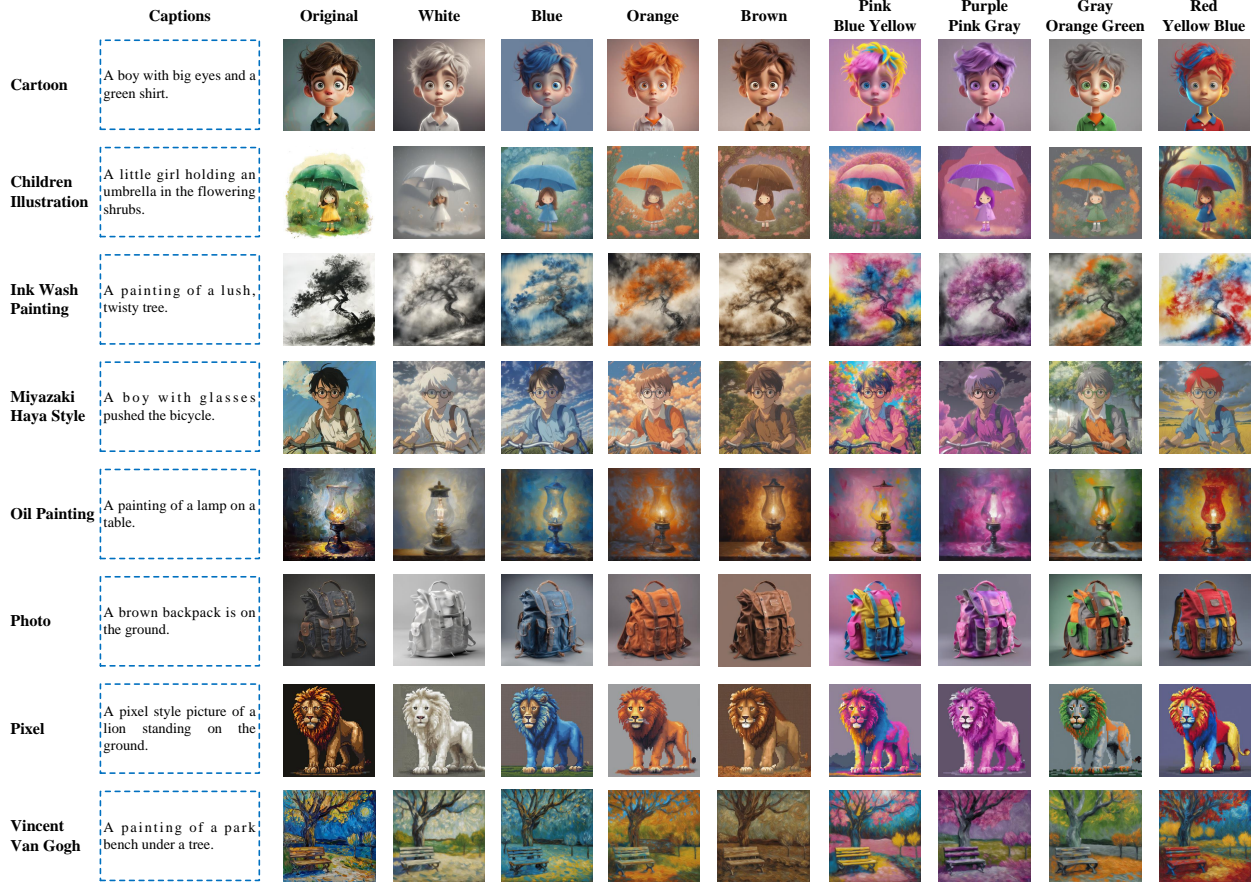 Captions
Original
White
Blue
Orange
Brown
Pink
Blue Yellow
Purple
Pink Gray
Gray
Orange Green
Red
Yellow Blue
Cartoon
A boy with big eyes and a
green shirt.
Children
Illustration
A little girl holding an
umbrella in the flowering
shrubs.
Ink Wash
Painting
A painting of a lush,
twisty tree.
Miyazaki
Haya Style
A boy with glasses
pushed the bicycle.
Oil Painting
A painting of a lamp on a
table.
Photo
A brown backpack is on
the ground.
Pixel
A pixel style picture of a
lion standing on the
ground.
Vincent
Van Gogh
A painting of a park
bench under a tree.